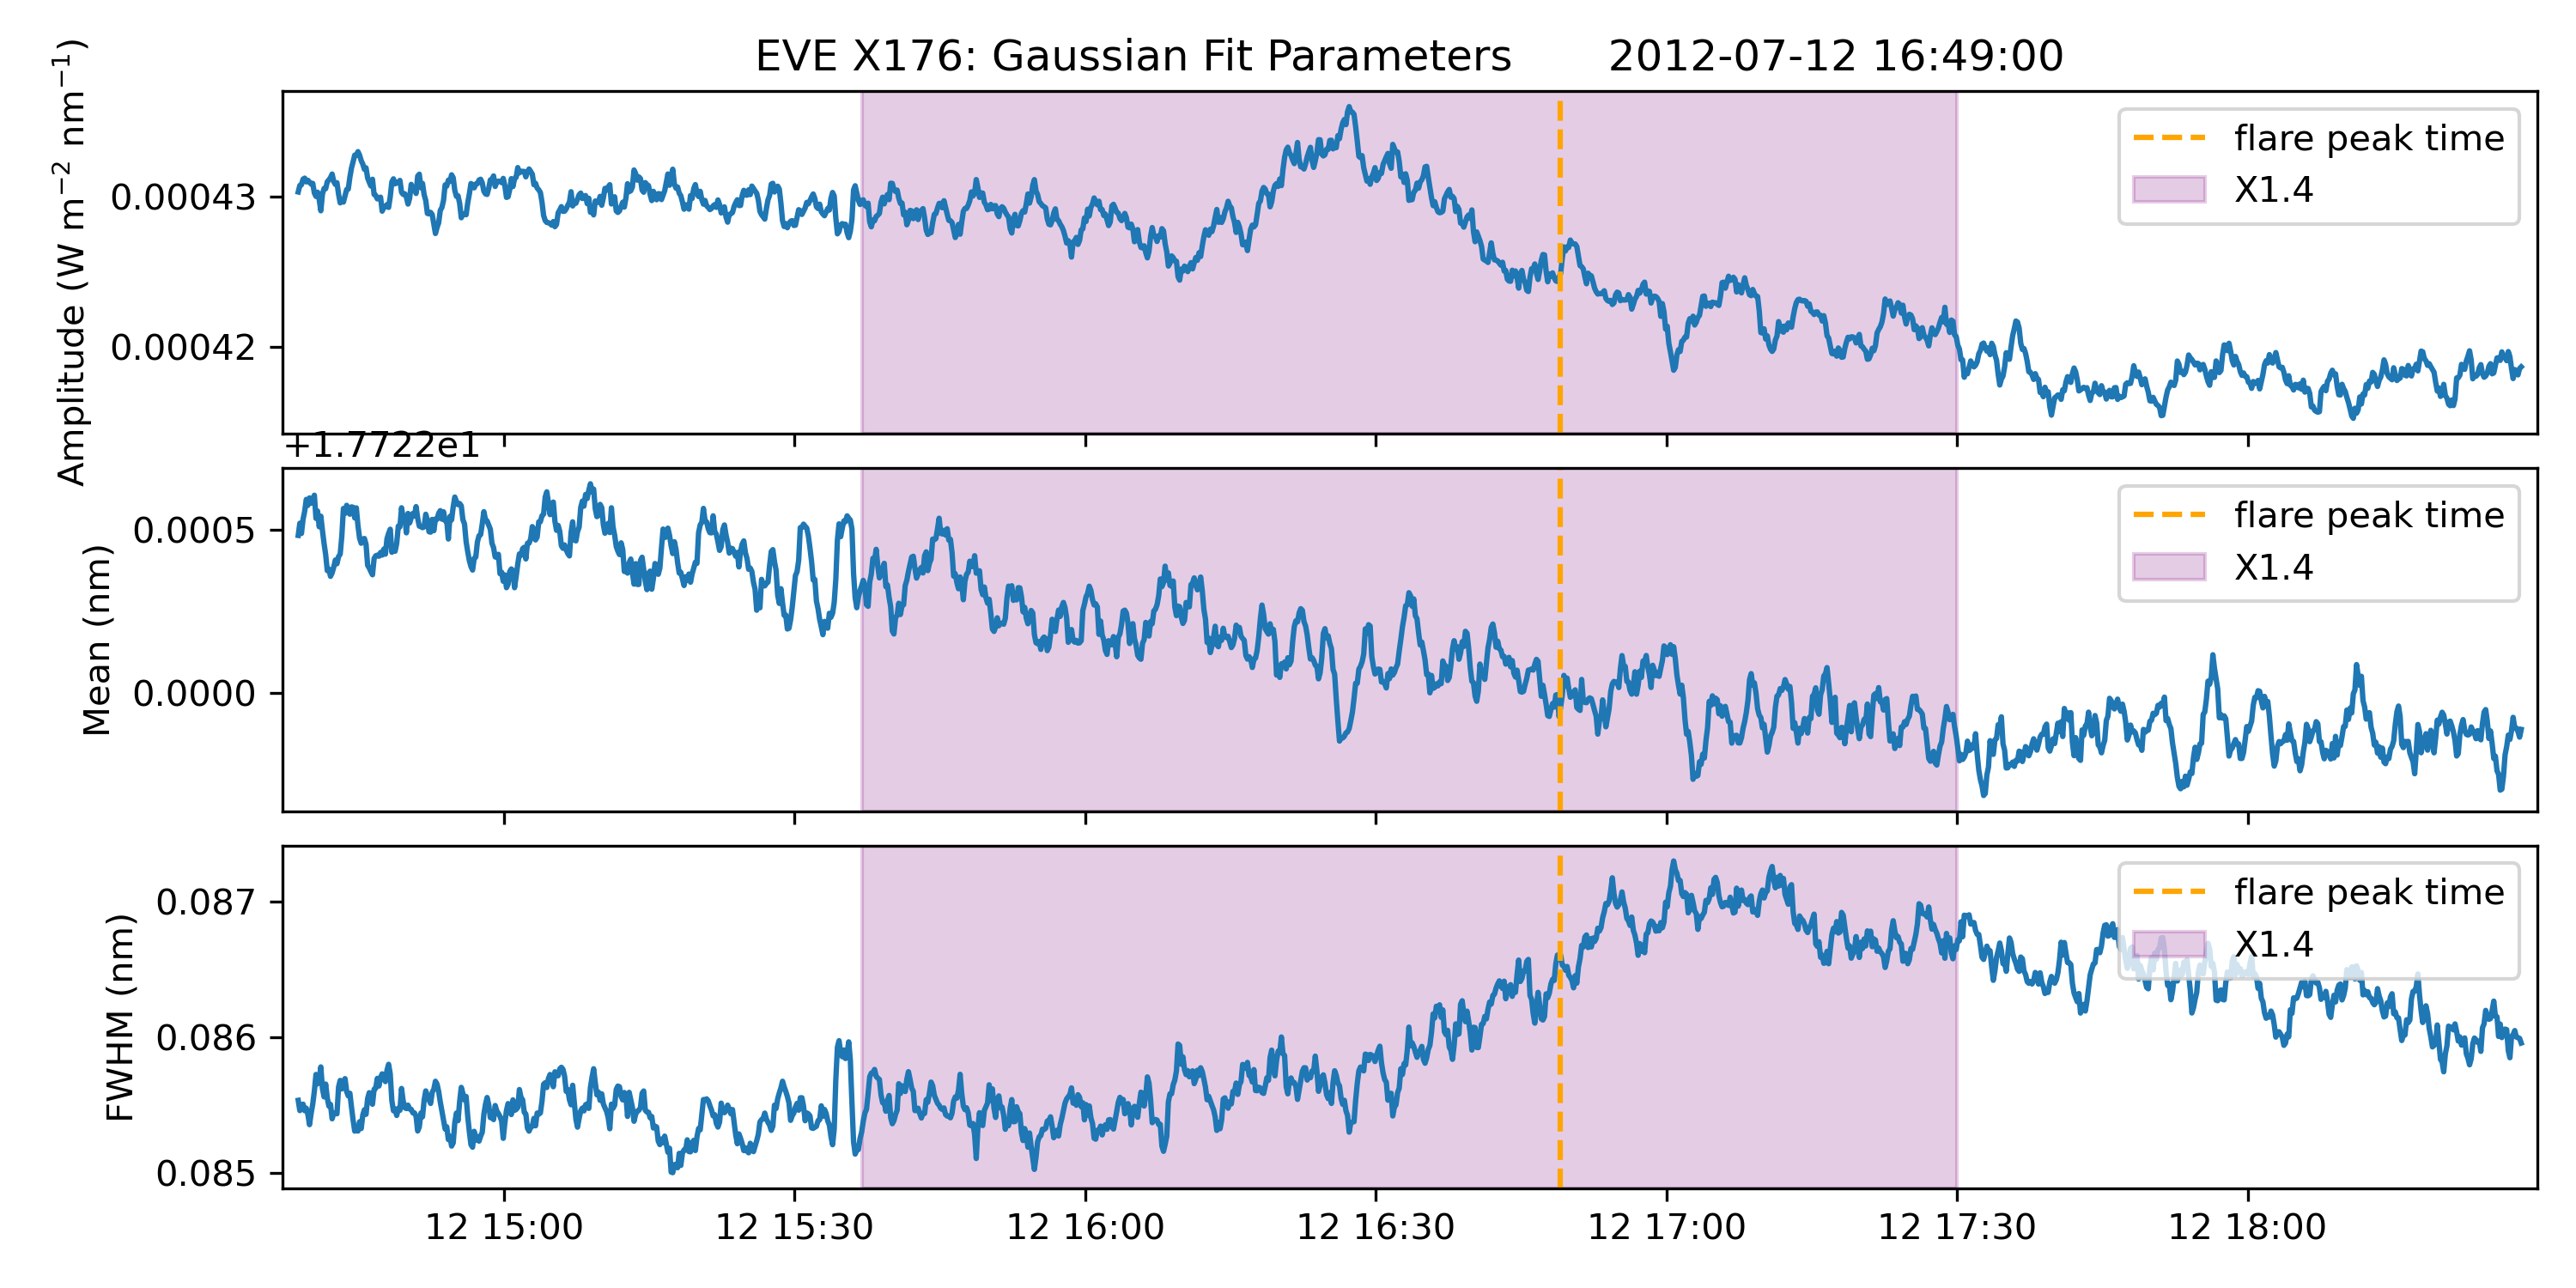 EVE X176: Gaussian Fit Parameters 2012-07-12 16:49:00
Amplitude (W m⁻² nm⁻¹)
0.00043
0.00042
flare peak time
X1.4
+1.7722e1
Mean (nm)
0.0005
0.0000
flare peak time
X1.4
FWHM (nm)
0.087
0.086
0.085
flare peak time
X1.4
12 15:00 12 15:30 12 16:00 12 16:30 12 17:00 12 17:30 12 18:00